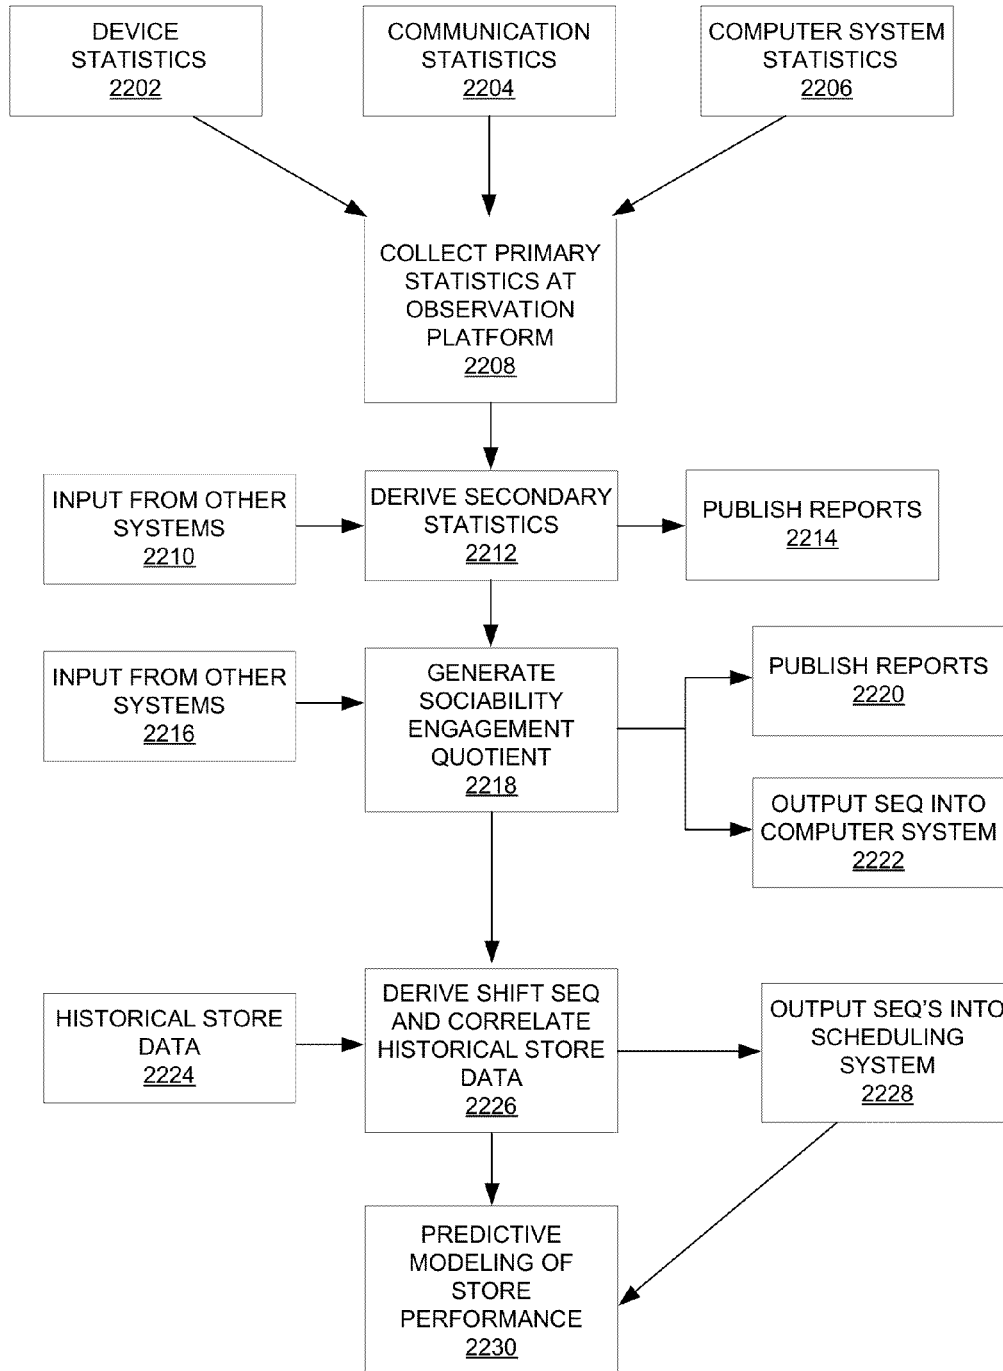 DEVICE
STATISTICS
2202
COMMUNICATION
STATISTICS
2204
COMPUTER SYSTEM
STATISTICS
2206
COLLECT PRIMARY
STATISTICS AT
OBSERVATION
PLATFORM
2208
INPUT FROM OTHER
SYSTEMS
2210
DERIVE SECONDARY
STATISTICS
2212
PUBLISH REPORTS
2214
INPUT FROM OTHER
SYSTEMS
2216
GENERATE
SOCIABILITY
ENGAGEMENT
QUOTIENT
2218
PUBLISH REPORTS
2220
OUTPUT SEQ INTO
COMPUTER SYSTEM
2222
HISTORICAL STORE
DATA
2224
DERIVE SHIFT SEQ
AND CORRELATE
HISTORICAL STORE
DATA
2226
OUTPUT SEQ'S INTO
SCHEDULING
SYSTEM
2228
PREDICTIVE
MODELING OF
STORE
PERFORMANCE
2230